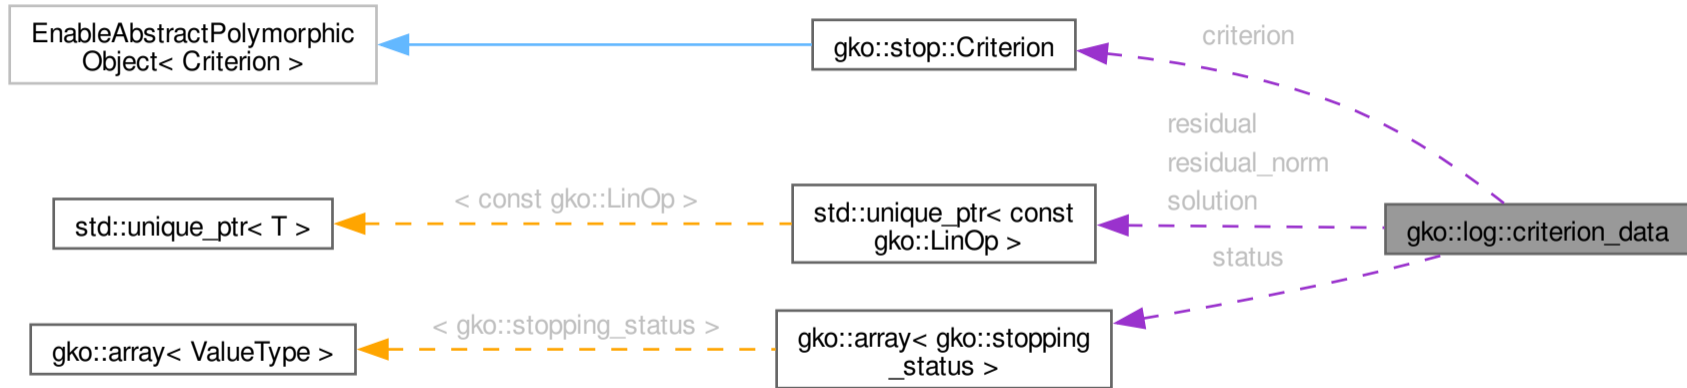 EnableAbstractPolymorphic
Object< Criterion >
gko::stop::Criterion
criterion
residual
residual_norm
solution
< const gko::LinOp >
std::unique_ptr< T >
std::unique_ptr< const
gko::LinOp >
gko::log::criterion_data
status
< gko::stopping_status >
gko::array< ValueType >
gko::array< gko::stopping
_status >